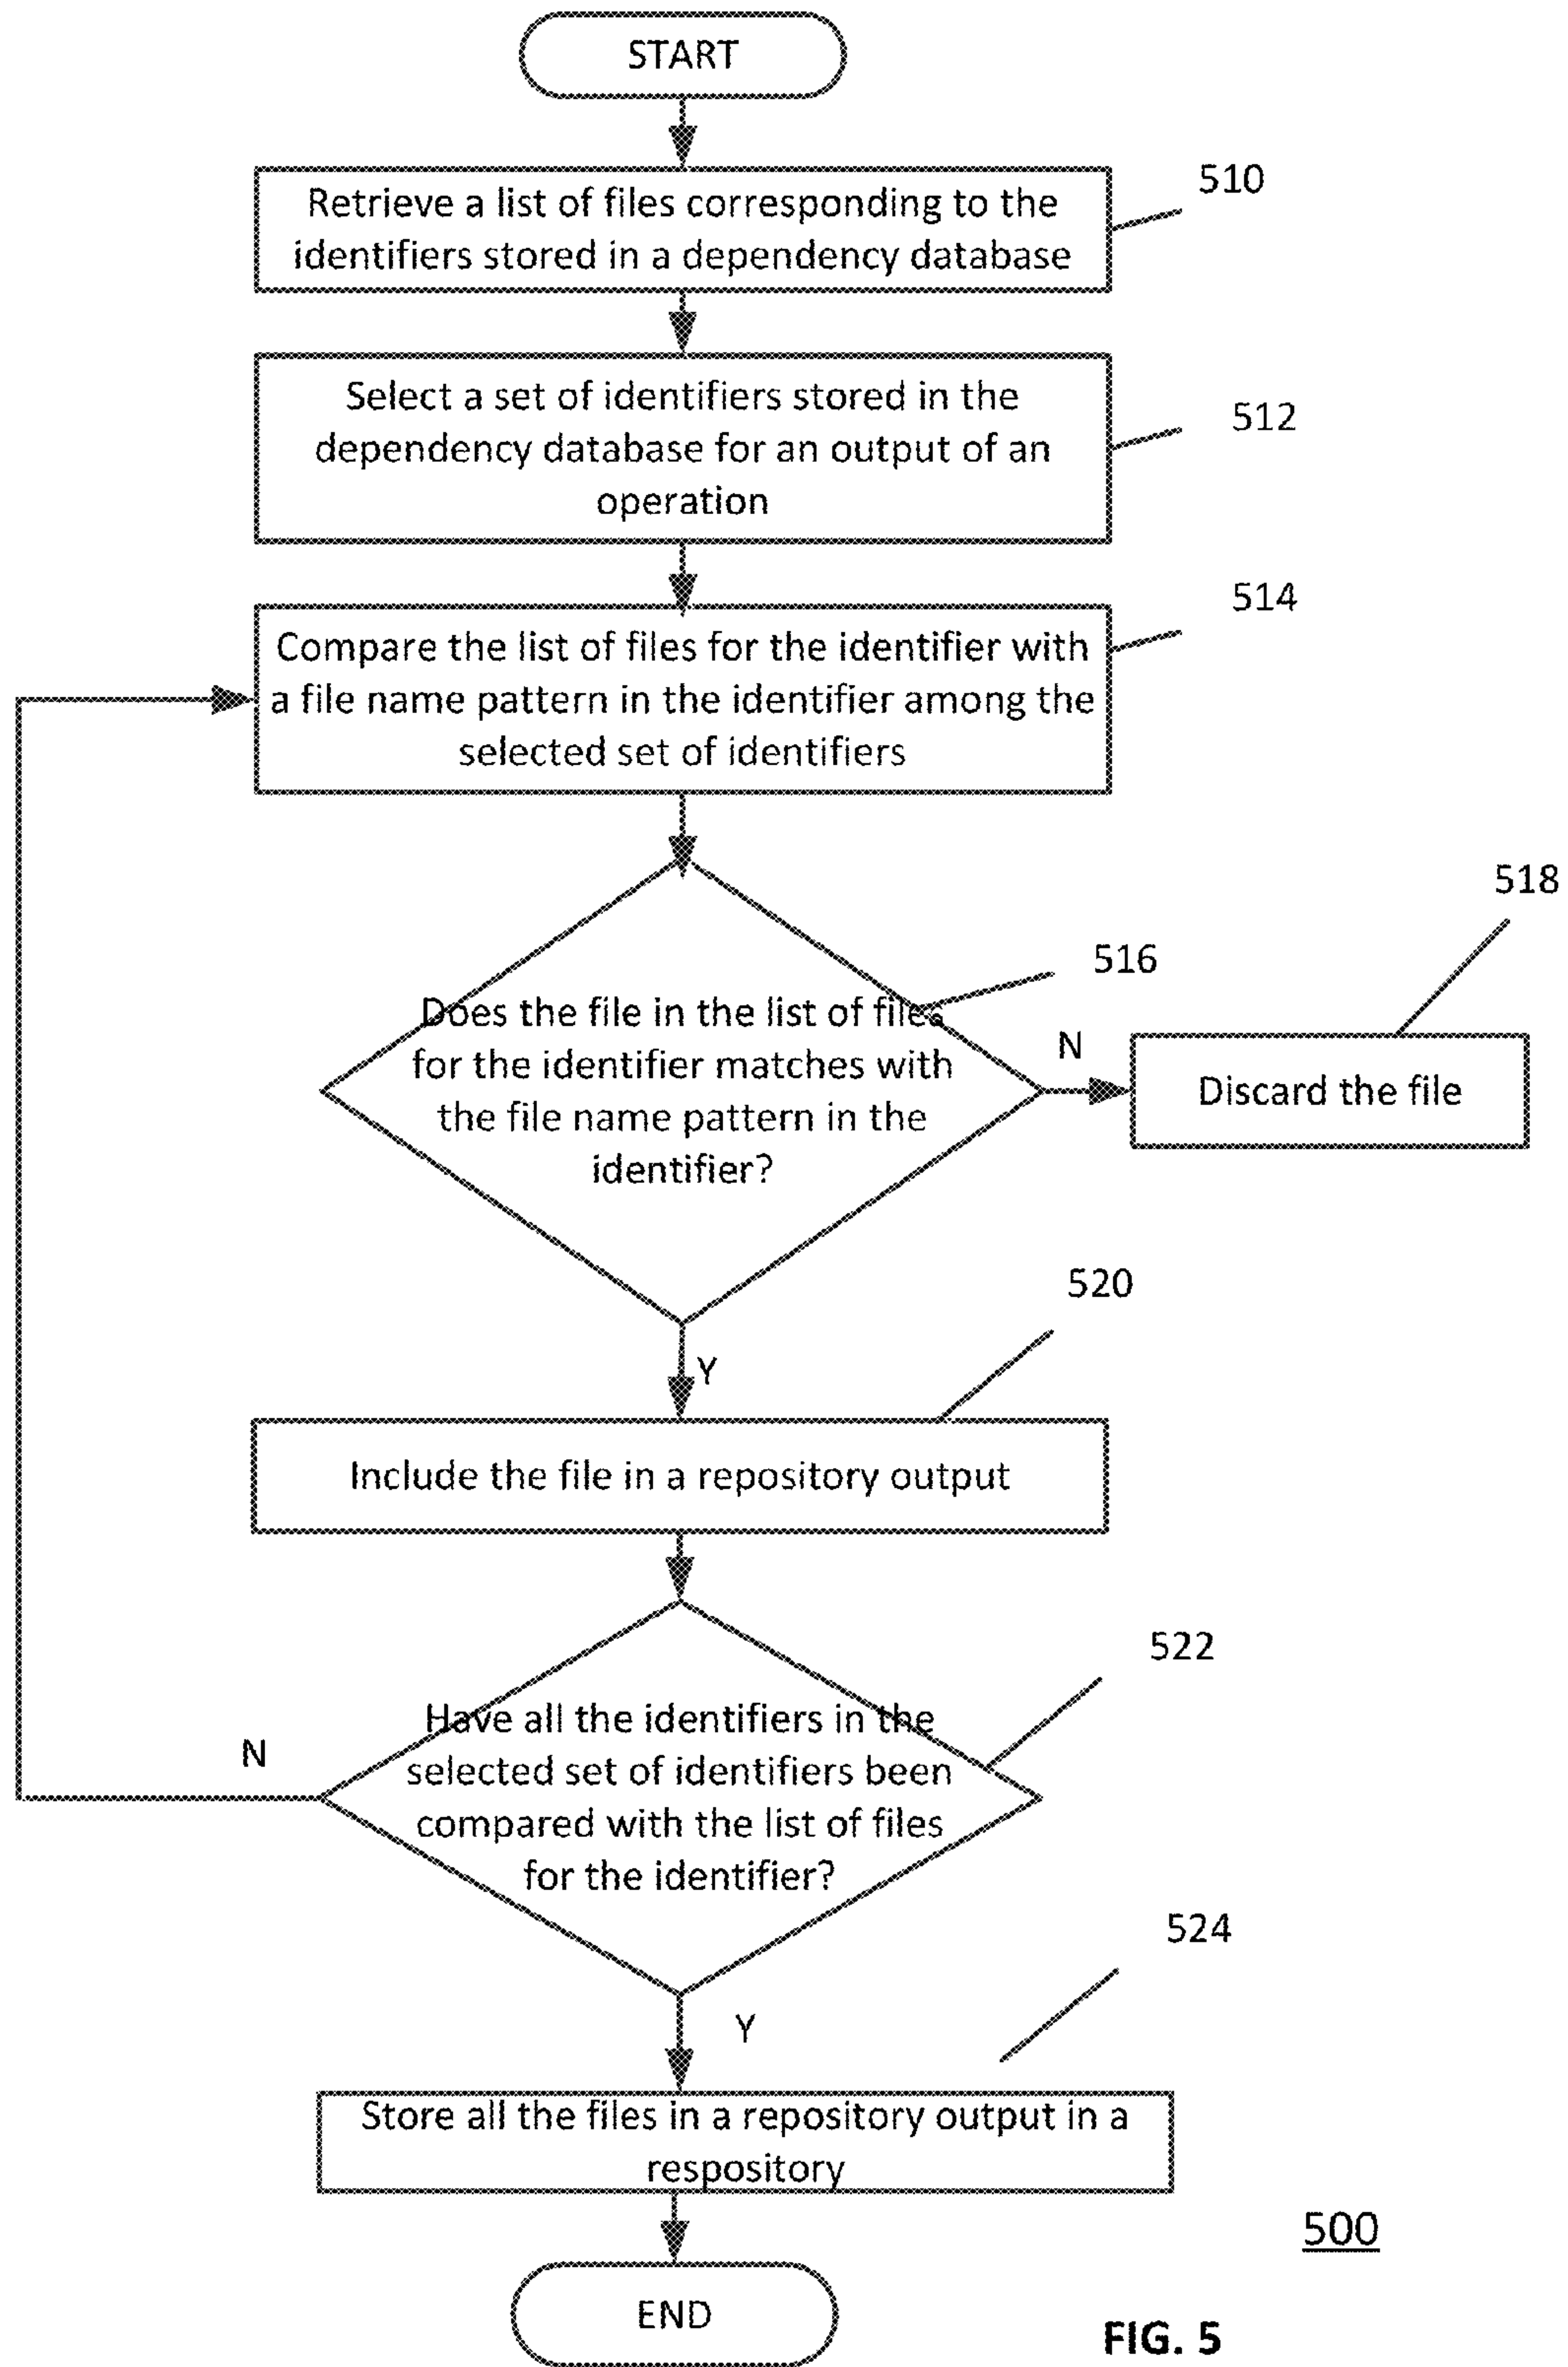 START
510
Retrieve a list of files corresponding to the
identifiers stored in a dependency database
512
Select a set of identifiers stored in the
dependency database for an output of an
operation
514
Compare the list of files for the identifier with
a file name pattern in the identifier among the
selected set of identifiers
516
Does the file in the list of files
for the identifier matches with
the file name pattern in the
identifier?
N
518
Discard the file
Y
520
Include the file in a repository output
522
Have all the identifiers in the
selected set of identifiers been
compared with the list of files
for the identifier?
N
Y
524
Store all the files in a repository output in a
respository
END
500
FIG. 5